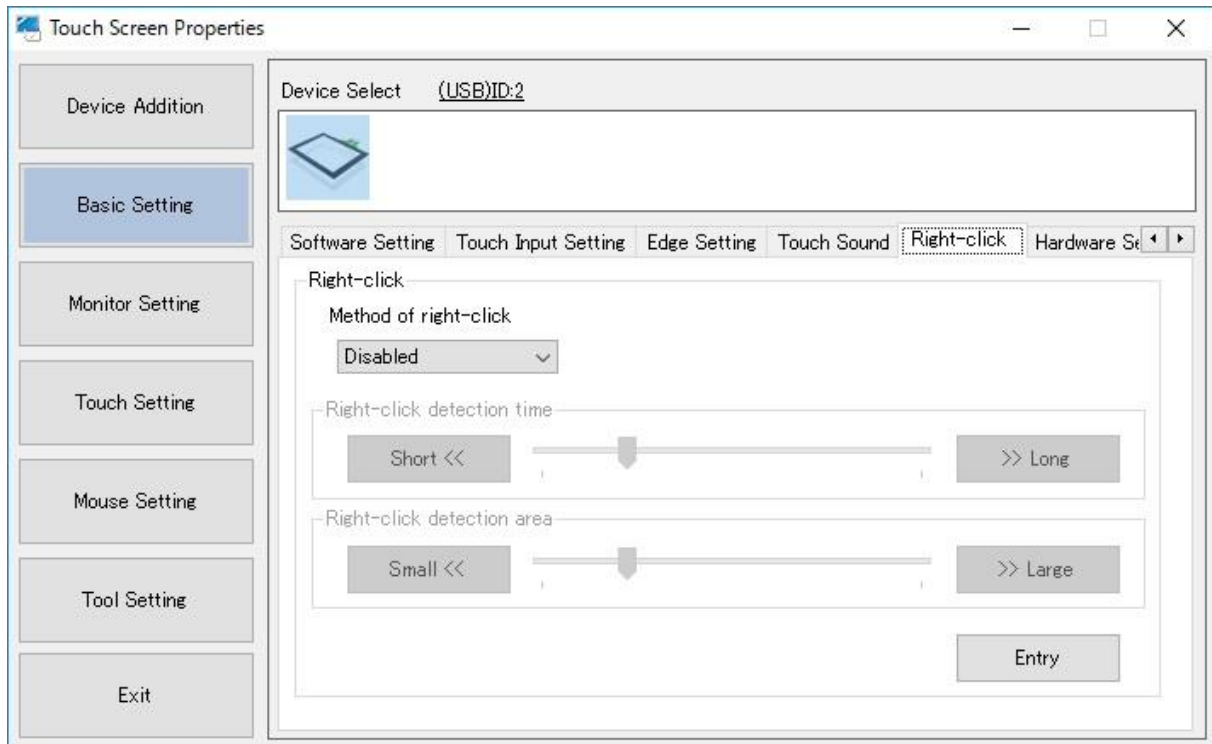 Touch Screen Properties
Device Addition
Basic Setting
Monitor Setting
Touch Setting
Mouse Setting
Tool Setting
Exit
Device Select (USB)ID:2
Software Setting Touch Input Setting Edge Setting Touch Sound Right-click Hardware Se
Right-click
Method of right-click
Disabled
Right-click detection time
Short << >> Long
Right-click detection area
Small << >> Large
Entry